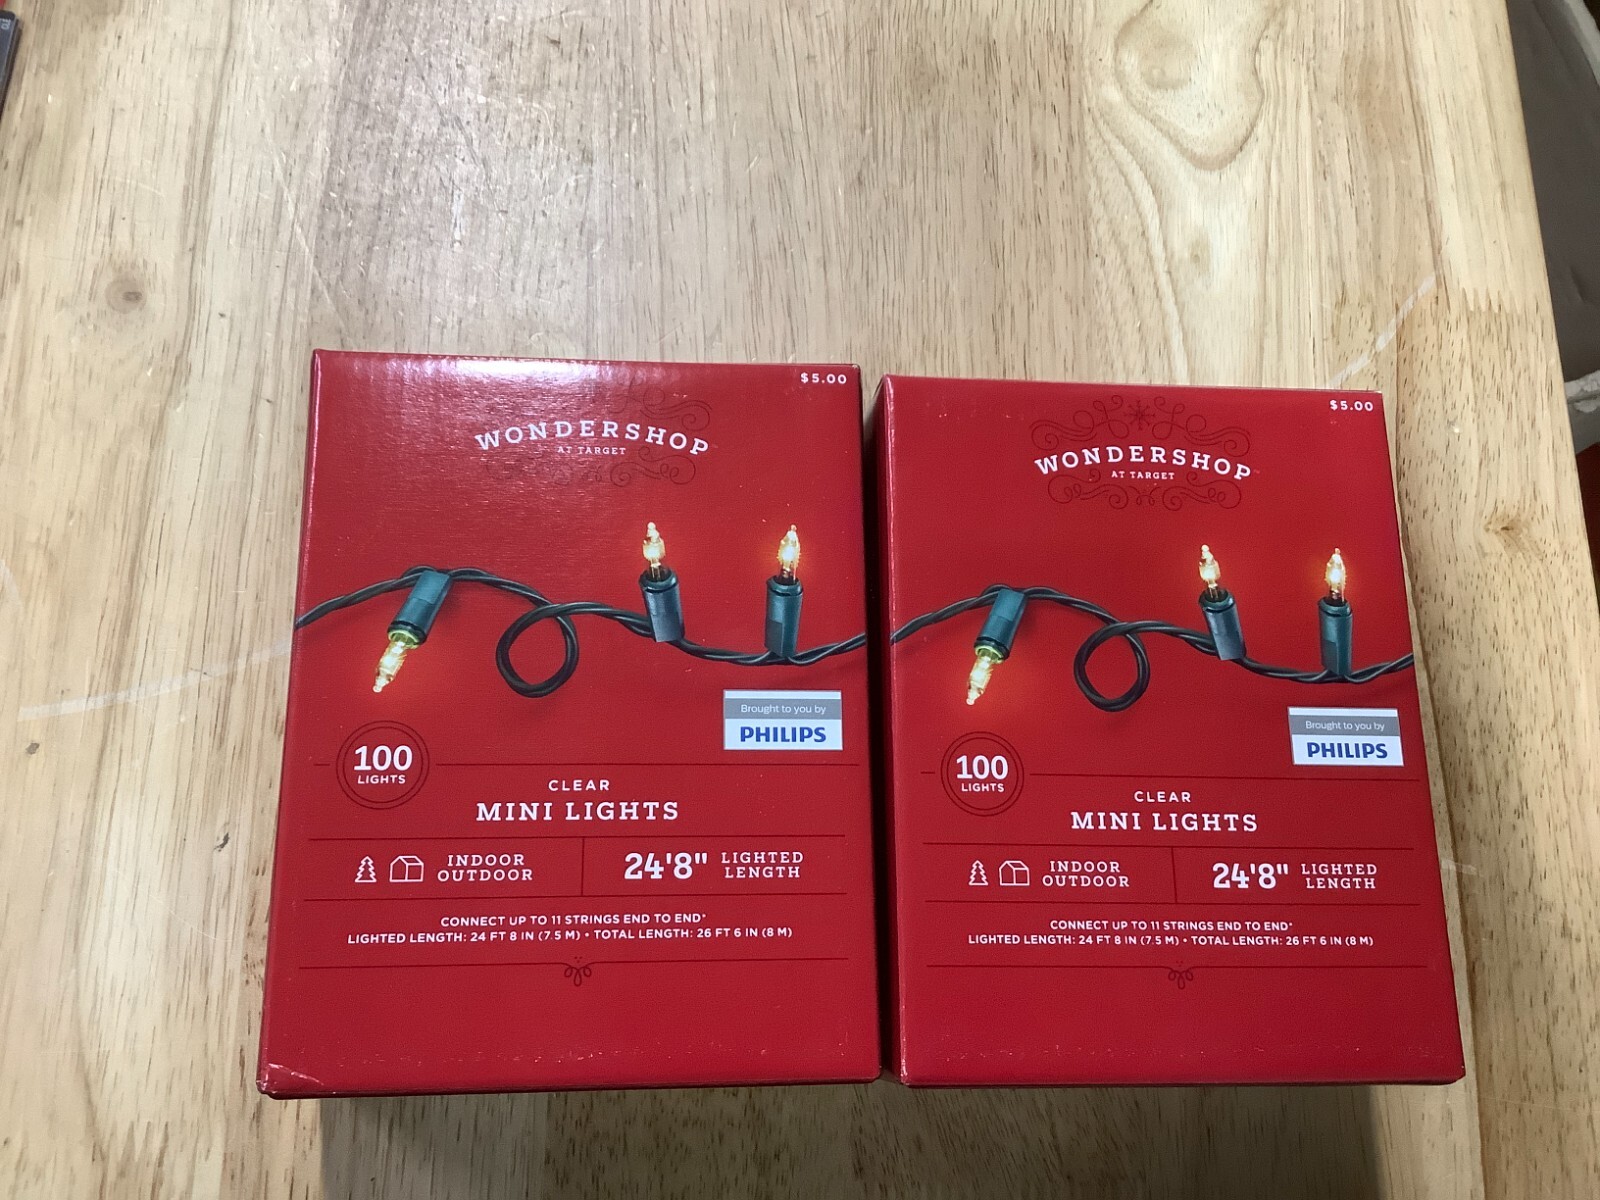 $5.00
WONDERSHOP
AT TARGET
Brought to you by
PHILIPS
100
LIGHTS
CLEAR
MINI LIGHTS
INDOOR
OUTDOOR
24'8"
LIGHTED
LENGTH
CONNECT UP TO 11 STRINGS END TO END*
LIGHTED LENGTH: 24 FT 8 IN (7.5 M) • TOTAL LENGTH: 26 FT 6 IN (8 M)
$5.00
WONDERSHOP™
AT TARGET
Brought to you by
PHILIPS
100
LIGHTS
CLEAR
MINI LIGHTS
INDOOR
OUTDOOR
24'8"
LIGHTED
LENGTH
CONNECT UP TO 11 STRINGS END TO END*
LIGHTED LENGTH: 24 FT 8 IN (7.5 M) • TOTAL LENGTH: 26 FT 6 IN (8 M)